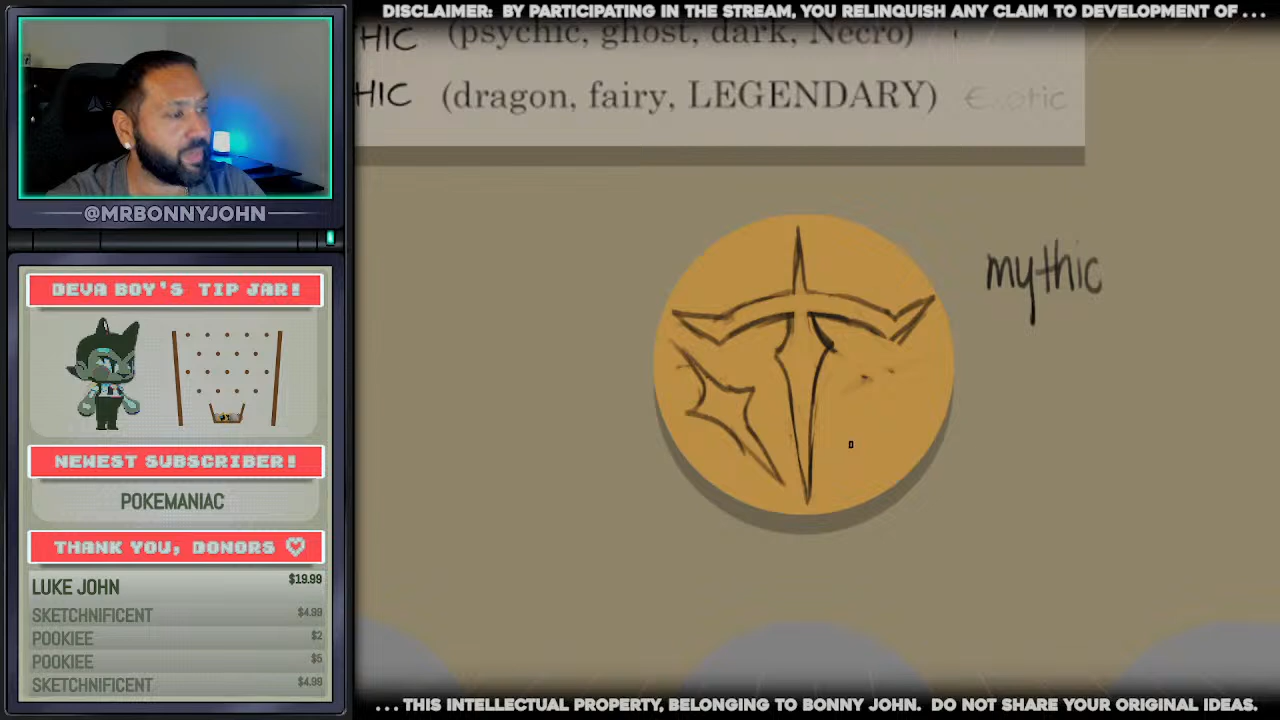 DISCLAIMER: BY PARTICIPATING IN THE STREAM, YOU RELINQUISH ANY CLAIM TO DEVELOPMENT OF . . .
HIC (psychic, ghost, dark, Necro)
HIC (dragon, fairy, LEGENDARY) Exotic
@MRBONNYJOHN
mythic
DEVA BOY'S TIP JAR!
NEWEST SUBSCRIBER!
POKEMANIAC
THANK YOU, DONORS
LUKE JOHN $19.99
SKETCHNIFICENT $4.99
POOKIEE $2
POOKIEE $5
SKETCHNIFICENT $4.99
. . . THIS INTELLECTUAL PROPERTY, BELONGING TO BONNY JOHN. DO NOT SHARE YOUR ORIGINAL IDEAS.